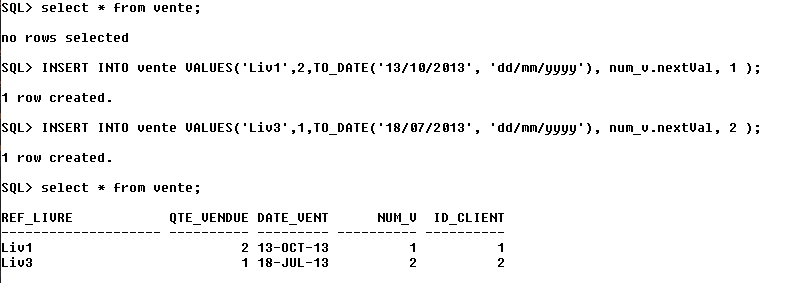 SQL> select * from vente;
no rows selected
SQL> INSERT INTO vente VALUES('Liv1',2,TO_DATE('13/10/2013', 'dd/mm/yyyy'), num_v.nextVal, 1 );
1 row created.
SQL> INSERT INTO vente VALUES('Liv3',1,TO_DATE('18/07/2013', 'dd/mm/yyyy'), num_v.nextVal, 2 );
1 row created.
SQL> select * from vente;
REF_LIVRE            QTE_VENDUE DATE_VENT      NUM_V  ID_CLIENT
-------------------- ---------- --------- ---------- ----------
Liv1                          2 13-OCT-13          1          1
Liv3                          1 18-JUL-13          2          2